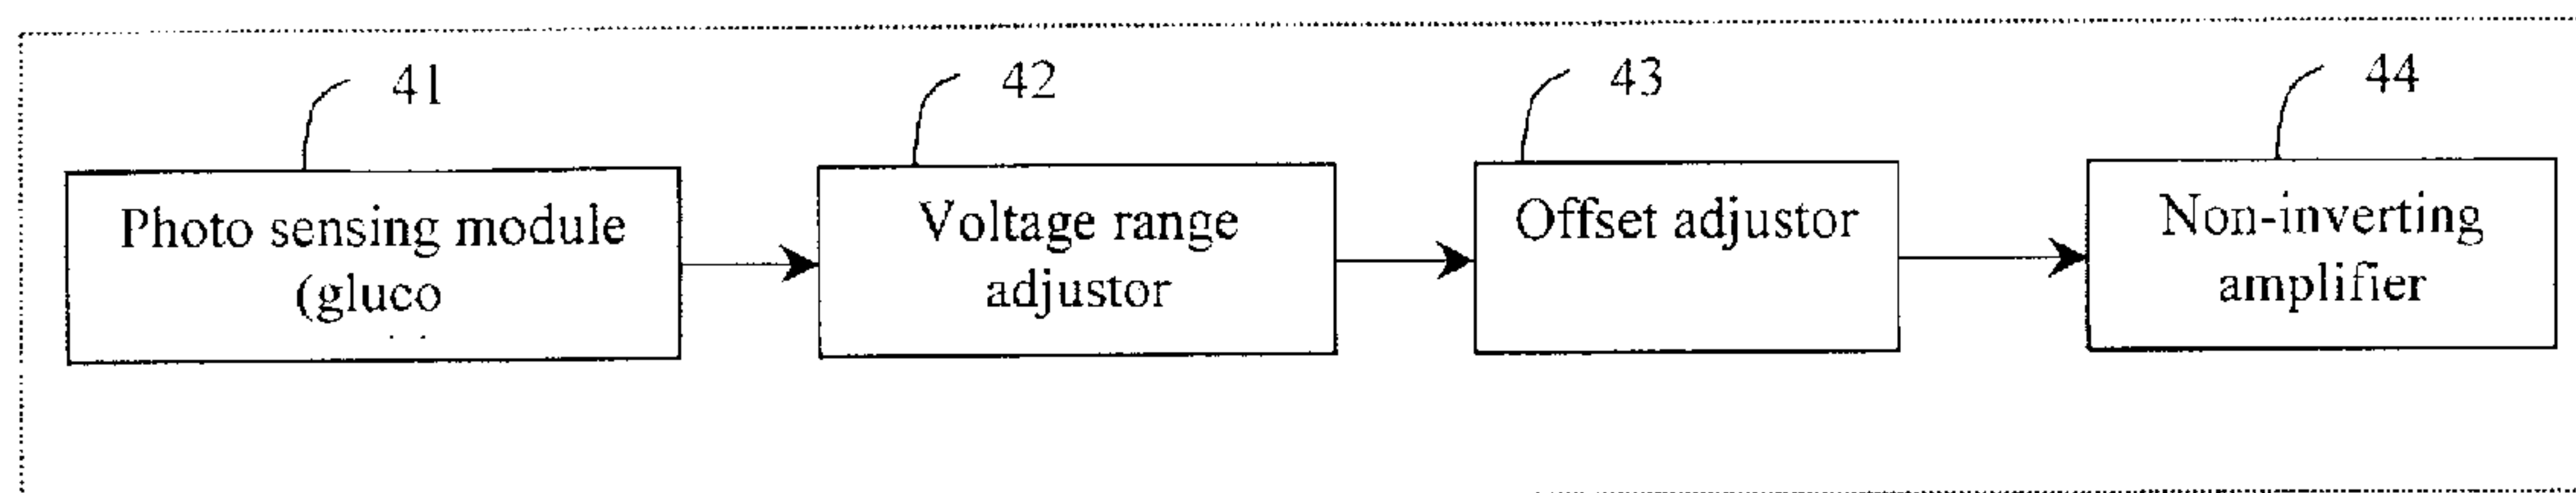 41
42
43
44
Photo sensing module
(gluco
Voltage range
adjustor
Offset adjustor
Non-inverting
amplifier